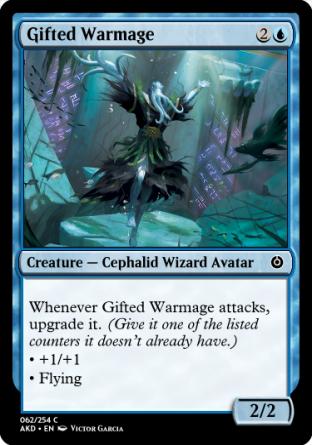 Gifted Warmage 2
Creature — Cephalid Wizard Avatar
Whenever Gifted Warmage attacks,
upgrade it. (Give it one of the listed
counters it doesn't already have.)
• +1/+1
• Flying
2/2
062/254 C
AKD • EN Victor Garcia